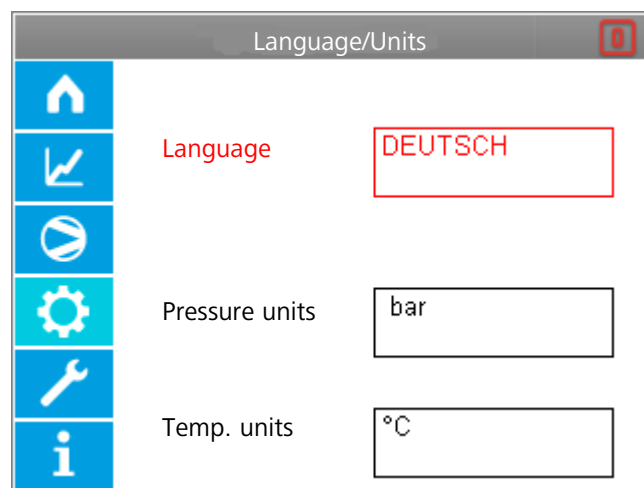 Language/Units
0
Language
DEUTSCH
Pressure units
bar
Temp. units
°C